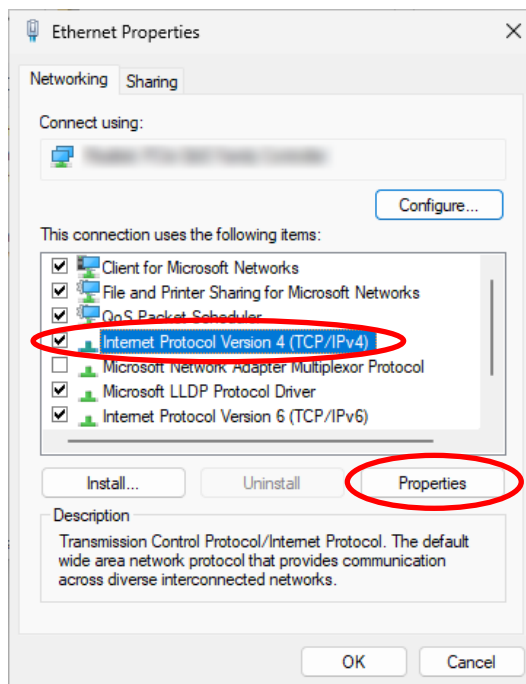 Ethernet Properties
Networking
Sharing
Connect using:
Configure...
This connection uses the following items:
Client for Microsoft Networks
File and Printer Sharing for Microsoft Networks
QoS Packet Scheduler
Internet Protocol Version 4 (TCP/IPv4)
Microsoft Network Adapter Multiplexor Protocol
Microsoft LLDP Protocol Driver
Internet Protocol Version 6 (TCP/IPv6)
Install...
Uninstall
Properties
Description
Transmission Control Protocol/Internet Protocol. The default
wide area network protocol that provides communication
across diverse interconnected networks.
OK
Cancel